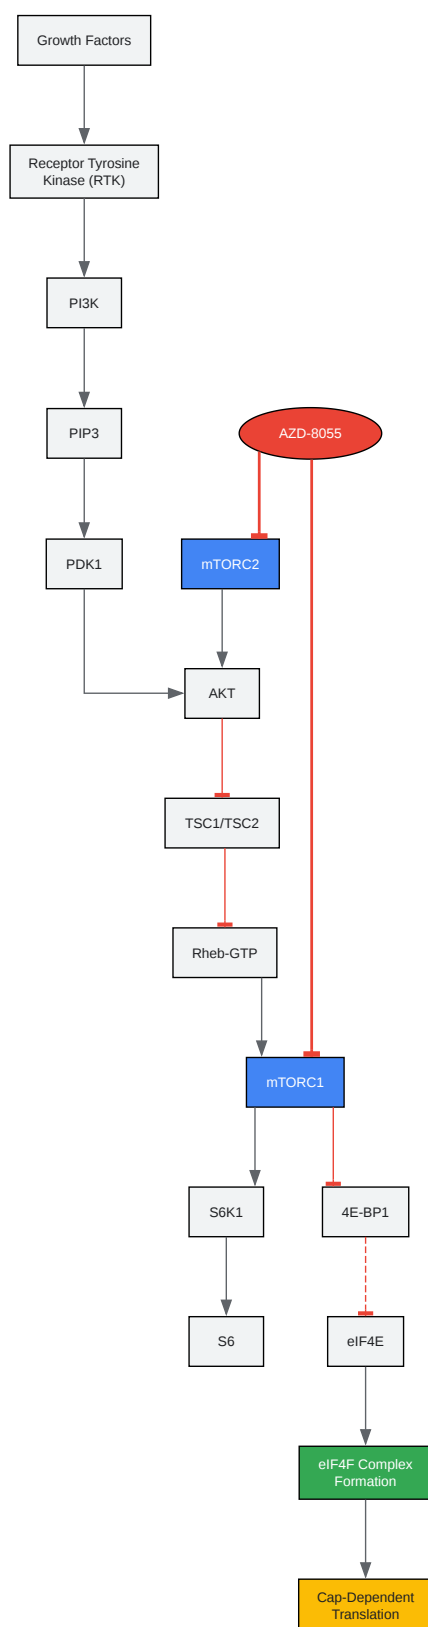 Growth Factors
Receptor Tyrosine
Kinase (RTK)
PI3K
PIP3
AZD-8055
PDK1
mTORC2
AKT
TSC1/TSC2
Rheb-GTP
mTORC1
S6K1
4E-BP1
S6
eIF4E
eIF4F Complex
Formation
Cap-Dependent
Translation